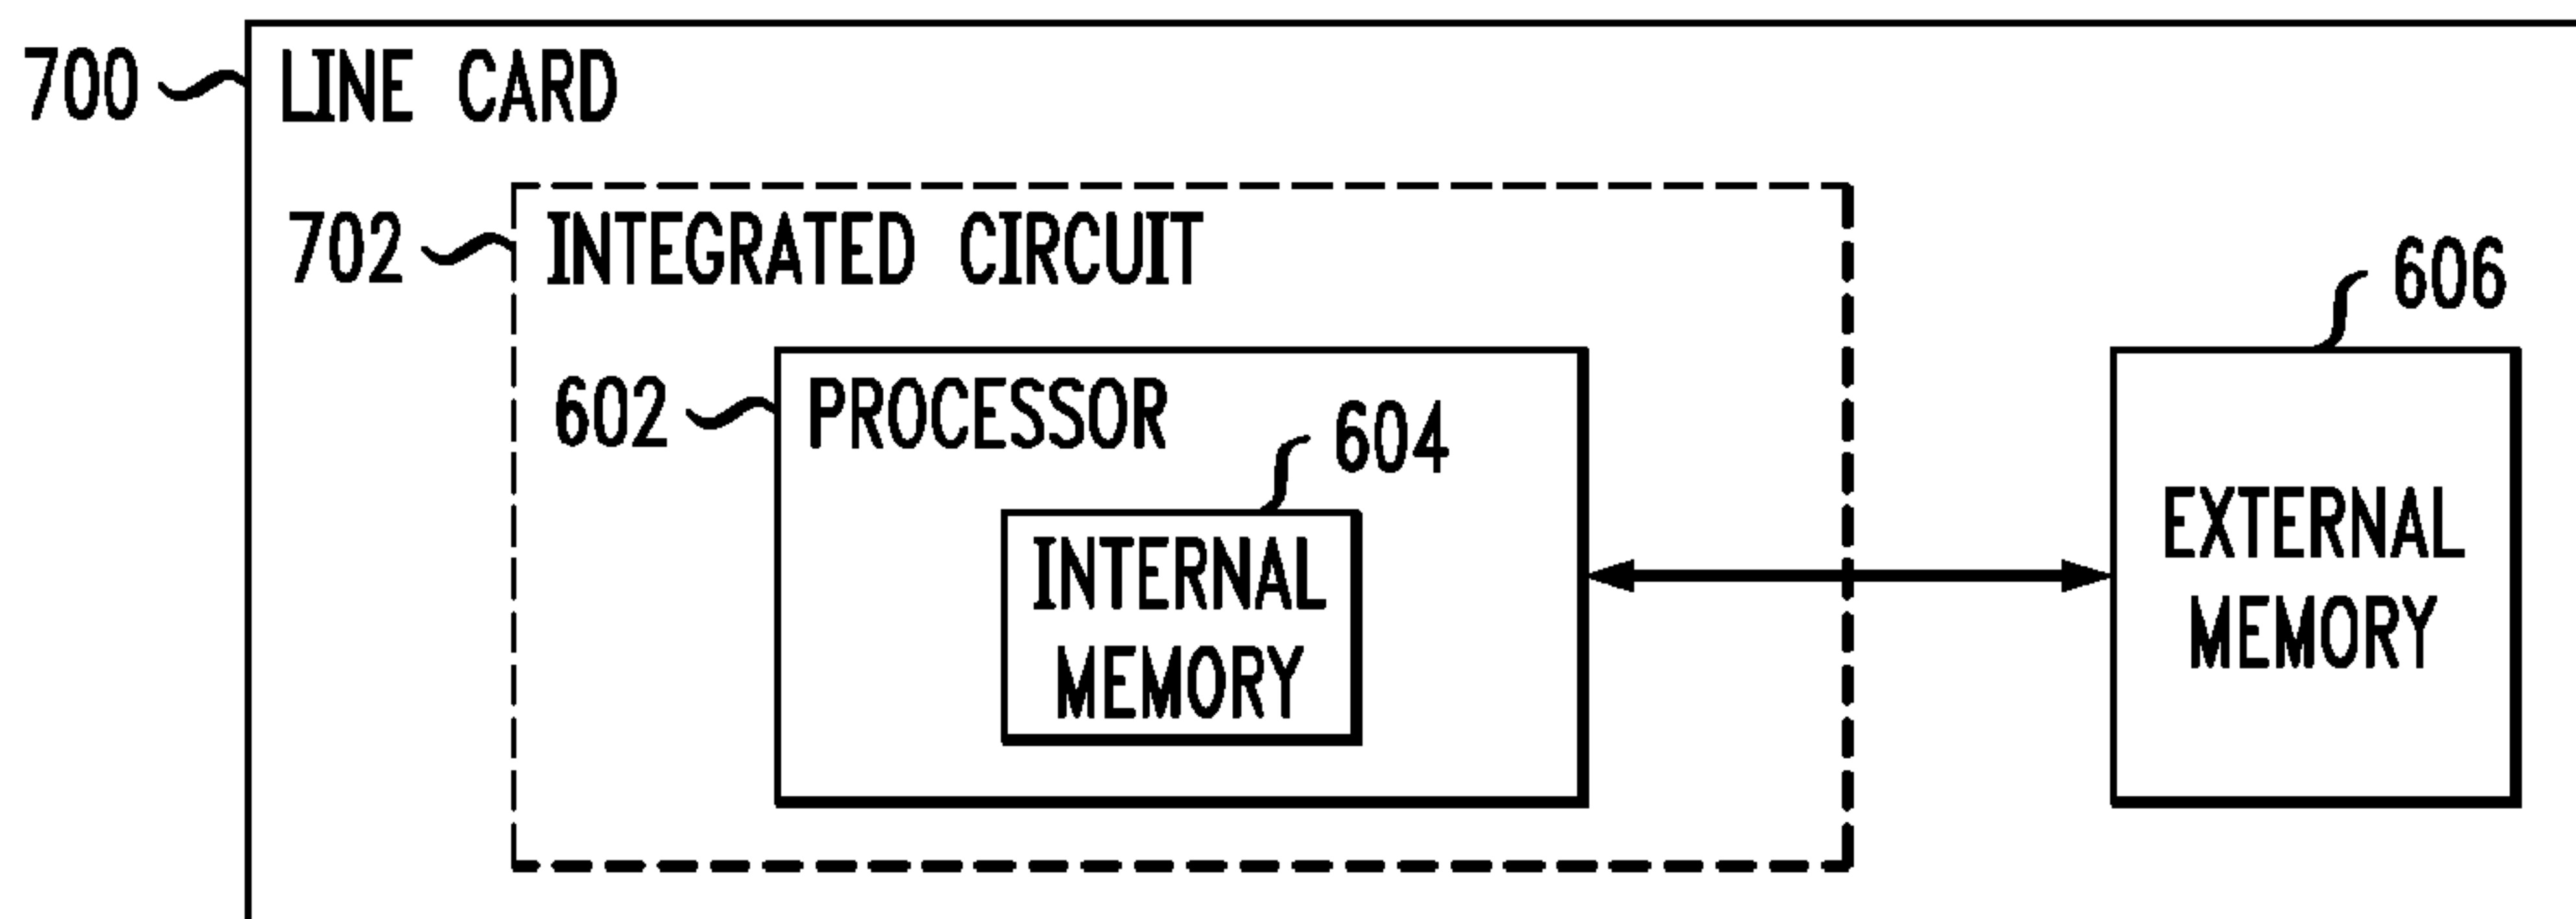 700 LINE CARD
702 INTEGRATED CIRCUIT
606
602 PROCESSOR
604
INTERNAL
MEMORY
EXTERNAL
MEMORY